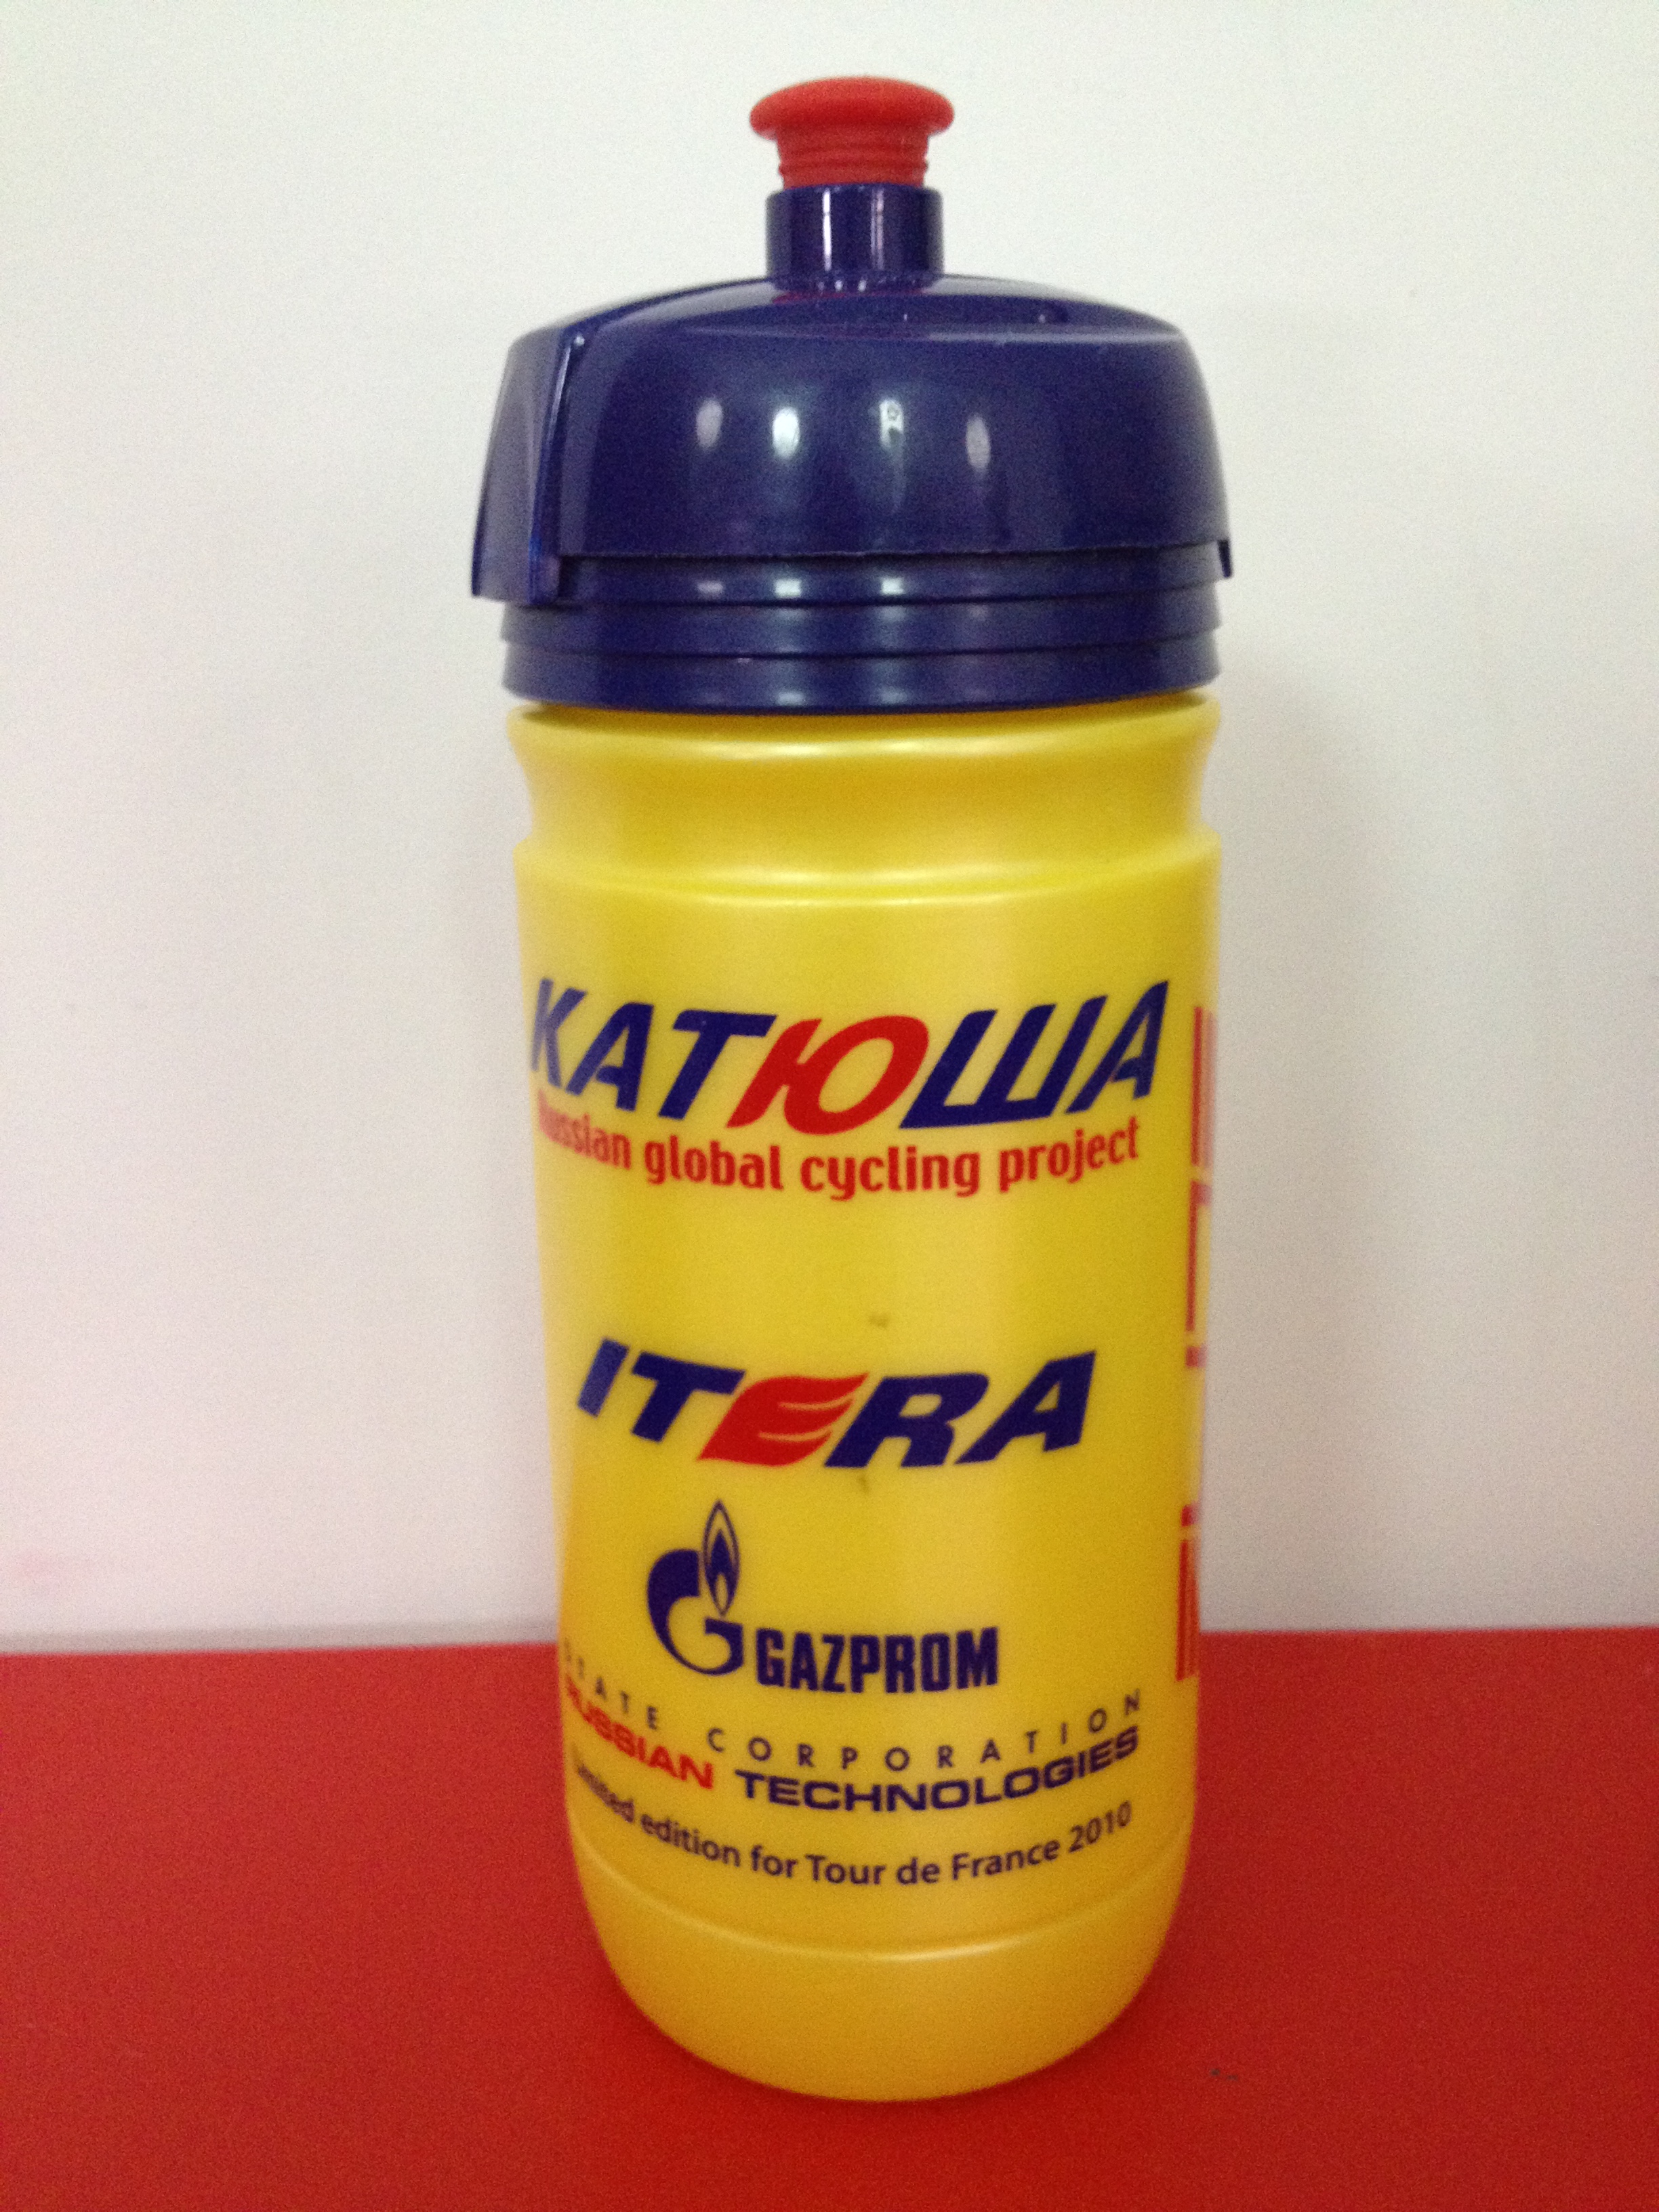 КАТЮША
Russian global cycling project
ITERA
GAZPROM
STATE CORPORATION
RUSSIAN TECHNOLOGIES
Limited edition for Tour de France 2010